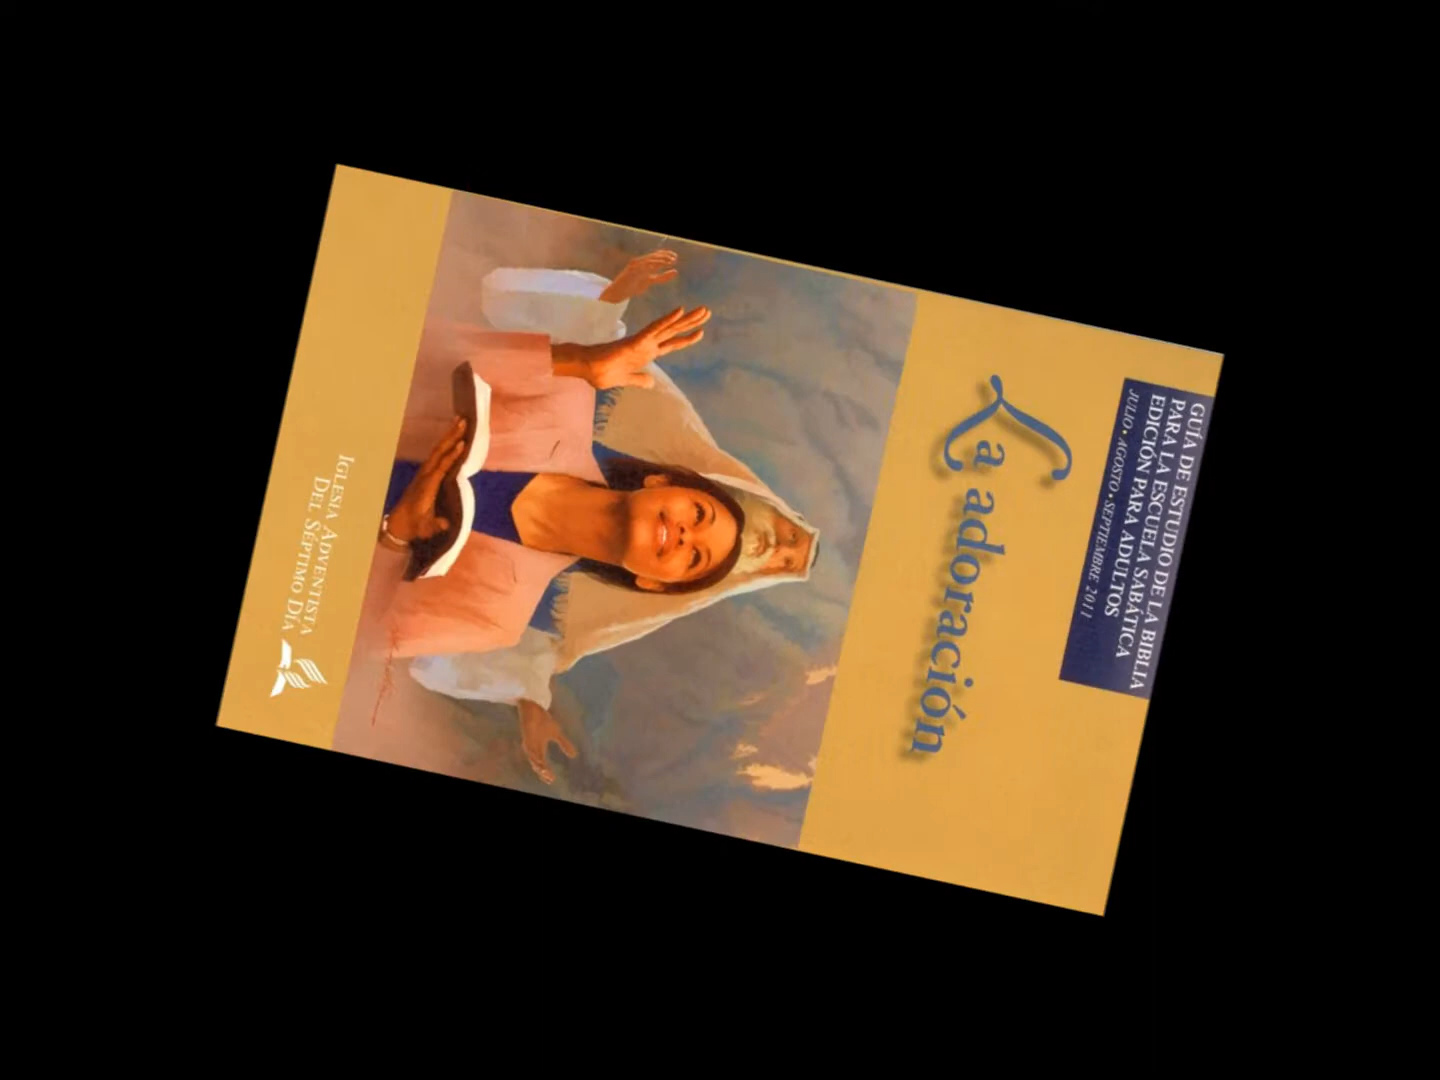 GUÍA DE ESTUDIO DE LA BIBLIA
PARA LA ESCUELA SABÁTICA
EDICIÓN PARA ADULTOS
JULIO • AGOSTO • SEPTIEMBRE 2011
La adoración
IGLESIA ADVENTISTA
DEL SÉPTIMO DÍA